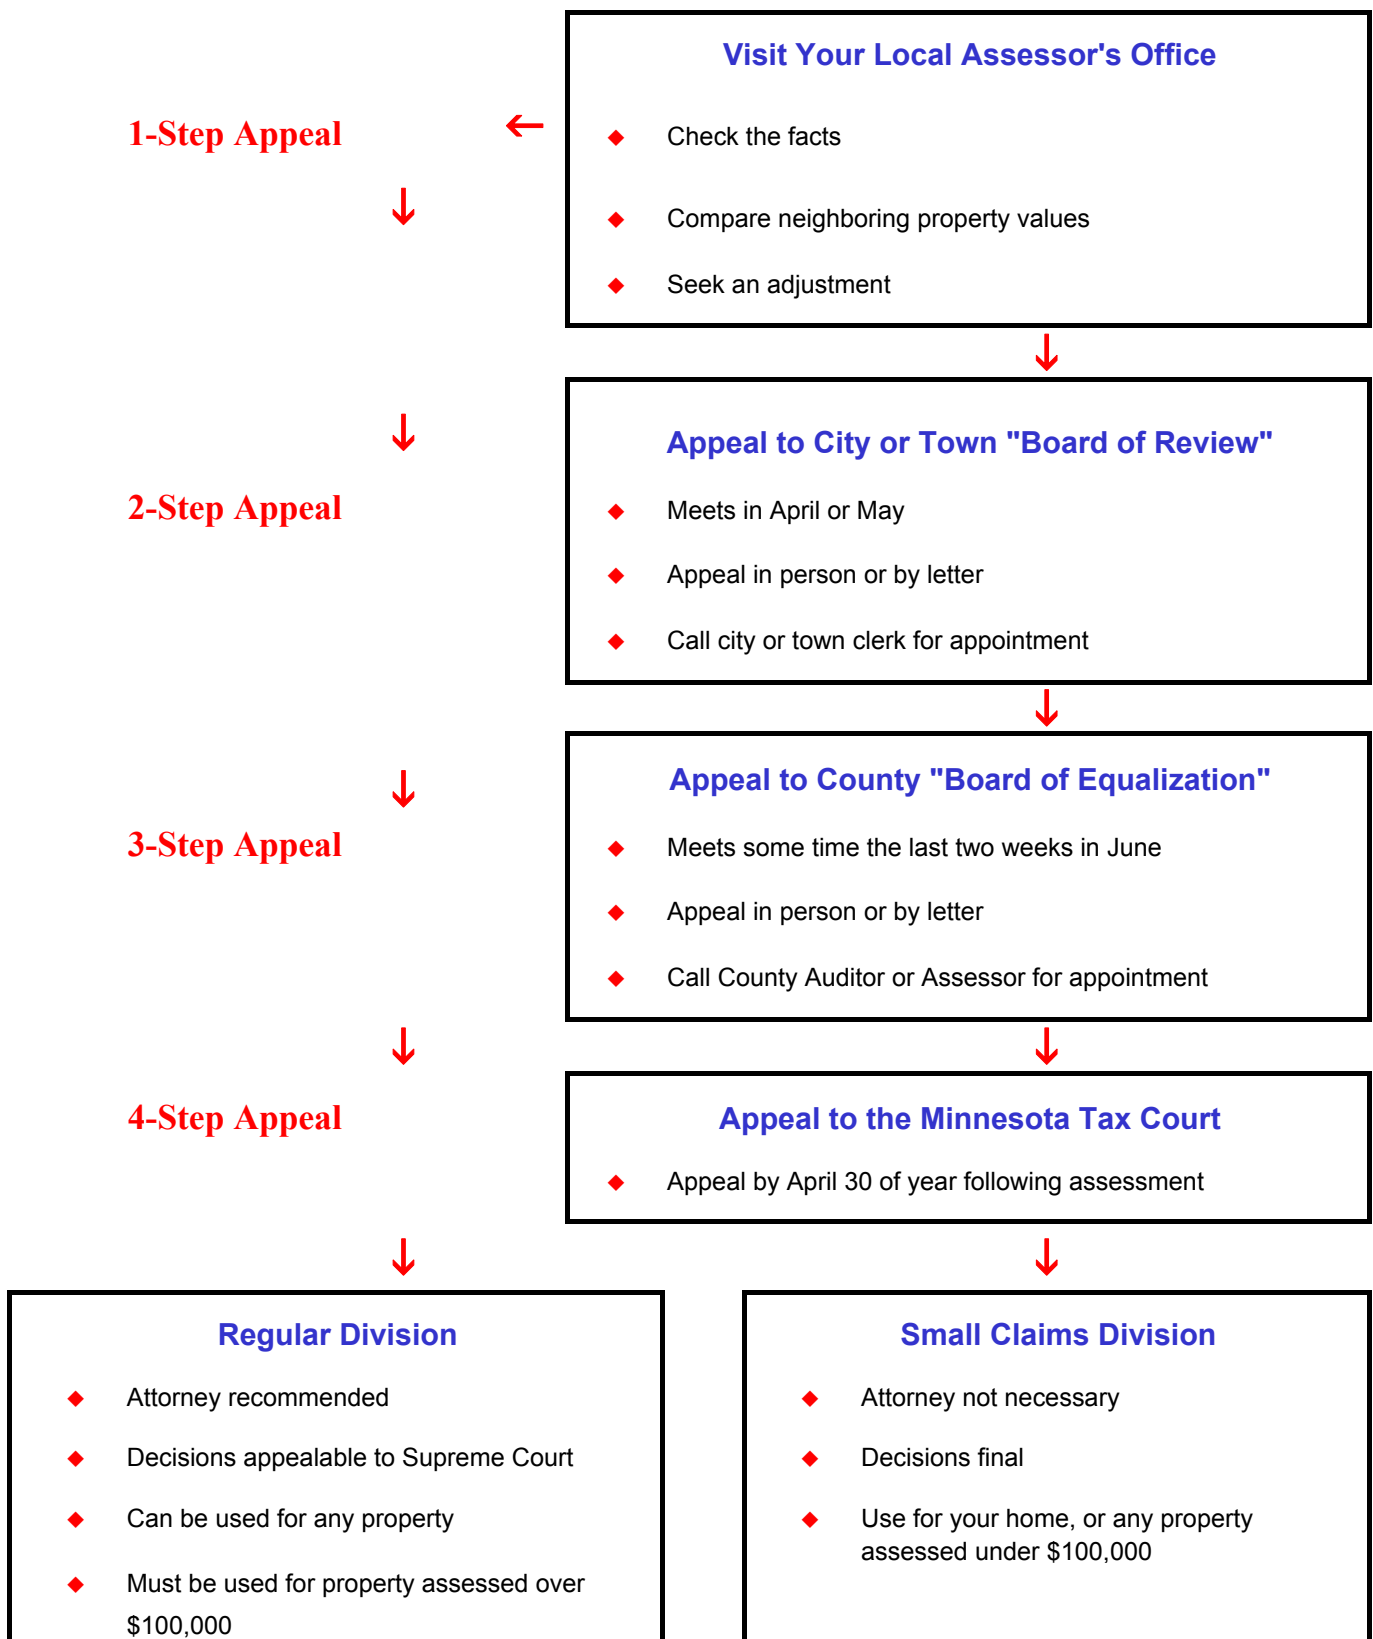 Visit Your Local Assessor's Office
1-Step Appeal
←
◆ Check the facts
↓
◆ Compare neighboring property values
◆ Seek an adjustment
↓
↓
Appeal to City or Town "Board of Review"
2-Step Appeal
◆ Meets in April or May
◆ Appeal in person or by letter
◆ Call city or town clerk for appointment
↓
↓
Appeal to County "Board of Equalization"
3-Step Appeal
◆ Meets some time the last two weeks in June
◆ Appeal in person or by letter
◆ Call County Auditor or Assessor for appointment
↓
↓
4-Step Appeal
Appeal to the Minnesota Tax Court
◆ Appeal by April 30 of year following assessment
↓
↓
Regular Division
◆ Attorney recommended
◆ Decisions appealable to Supreme Court
◆ Can be used for any property
◆ Must be used for property assessed over
$100,000
Small Claims Division
◆ Attorney not necessary
◆ Decisions final
◆ Use for your home, or any property
assessed under $100,000